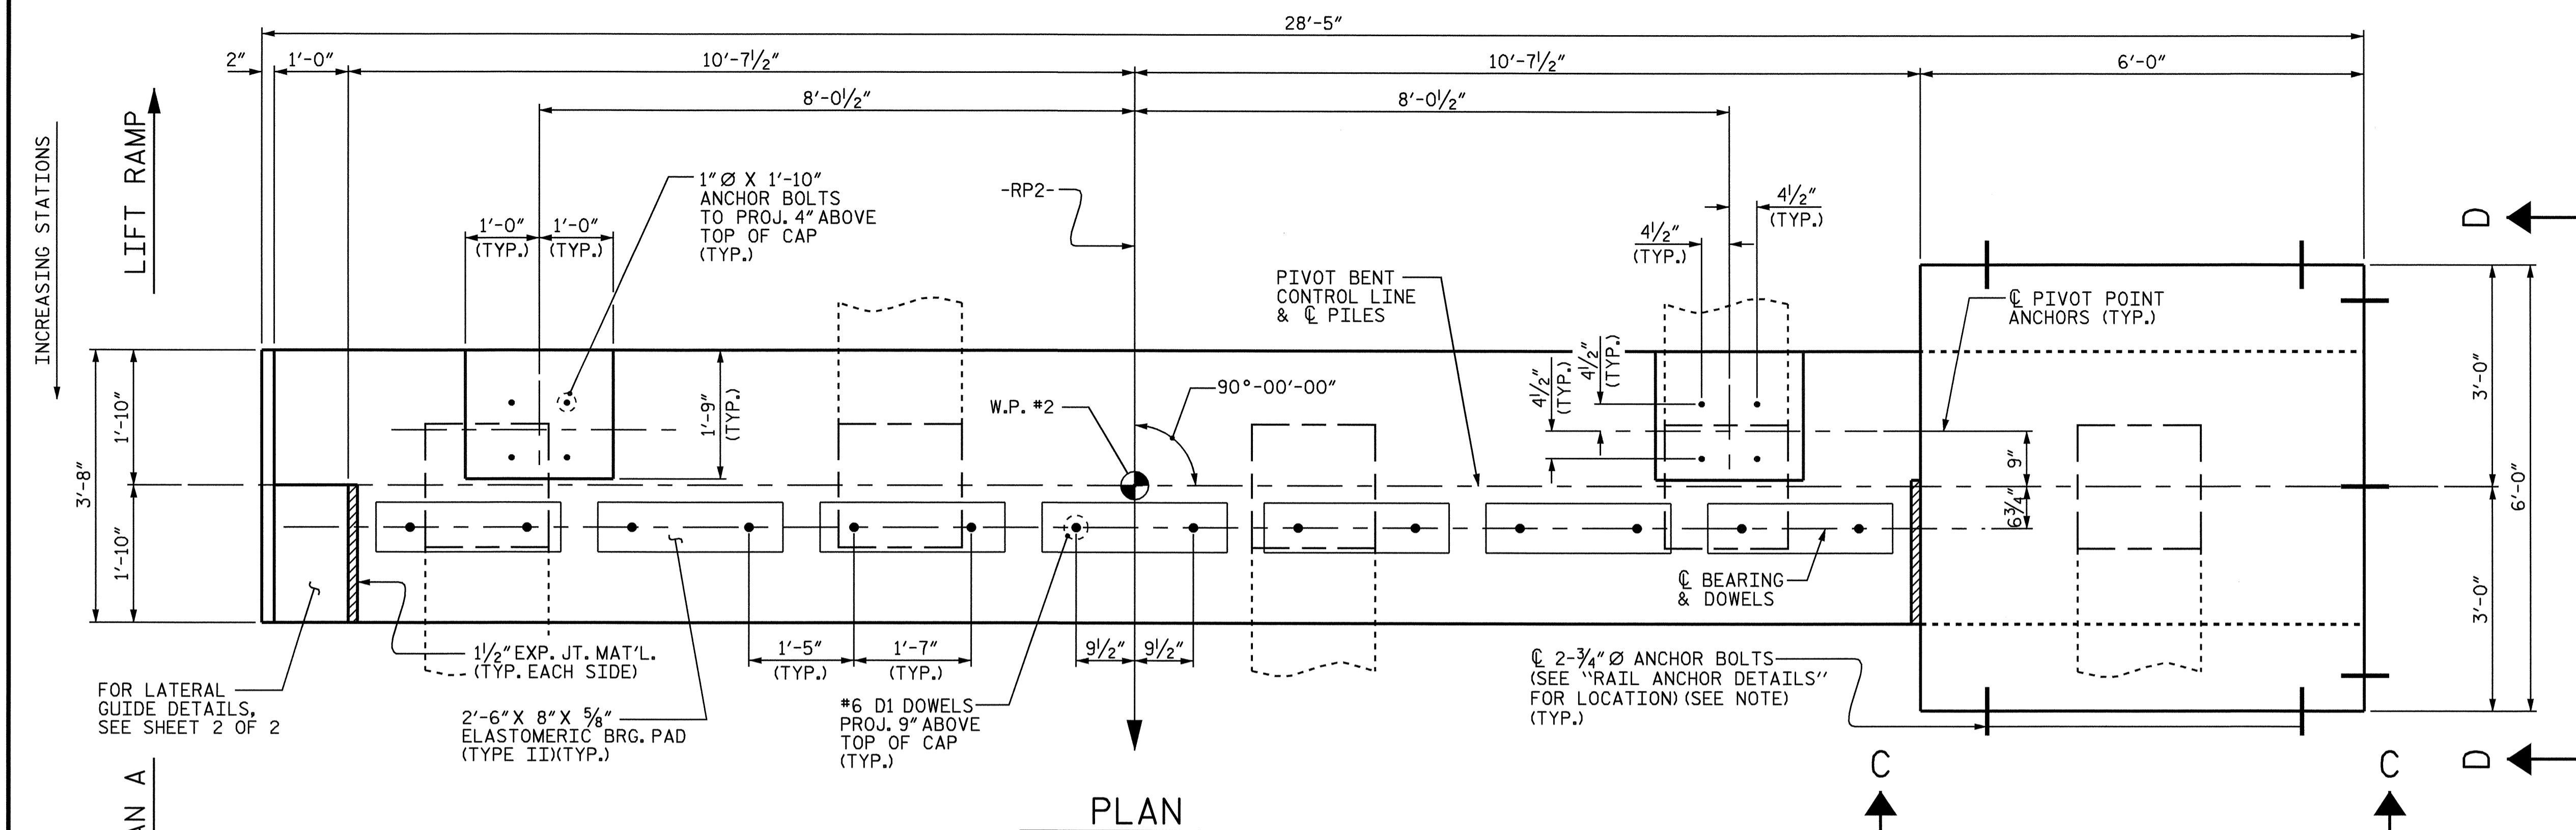 28'-5"
2"
1'-0"
10'-7½"
10'-7½"
6'-0"
8'-0½"
8'-0½"
LIFT RAMP
INCREASING STATIONS
1"Ø X 1'-10"
ANCHOR BOLTS
TO PROJ. 4" ABOVE
TOP OF CAP
(TYP.)
-RP2-
4½"
(TYP.)
4½"
(TYP.)
1'-0"
(TYP.)
1'-0"
(TYP.)
D
PIVOT BENT
CONTROL LINE
& ℄ PILES
℄ PIVOT POINT
ANCHORS (TYP.)
4½"
(TYP.)
4½"
(TYP.)
90°-00'-00"
W.P. #2
1'-9"
(TYP.)
1'-10"
3'-8"
1'-10"
3'-0"
6'-0"
3'-0"
9"
6¾"
℄ BEARING
& DOWELS
1½" EXP. JT. MAT'L.
(TYP. EACH SIDE)
1'-5"
(TYP.)
1'-7"
(TYP.)
9½"
9½"
℄ 2-¾" Ø ANCHOR BOLTS
(SEE "RAIL ANCHOR DETAILS"
FOR LOCATION) (SEE NOTE)
(TYP.)
FOR LATERAL
GUIDE DETAILS,
SEE SHEET 2 OF 2
2'-6" X 8" X ⅝"
ELASTOMERIC BRG. PAD
(TYPE II)(TYP.)
#6 D1 DOWELS
PROJ. 9" ABOVE
TOP OF CAP
(TYP.)
C
C
D
AN A
PLAN